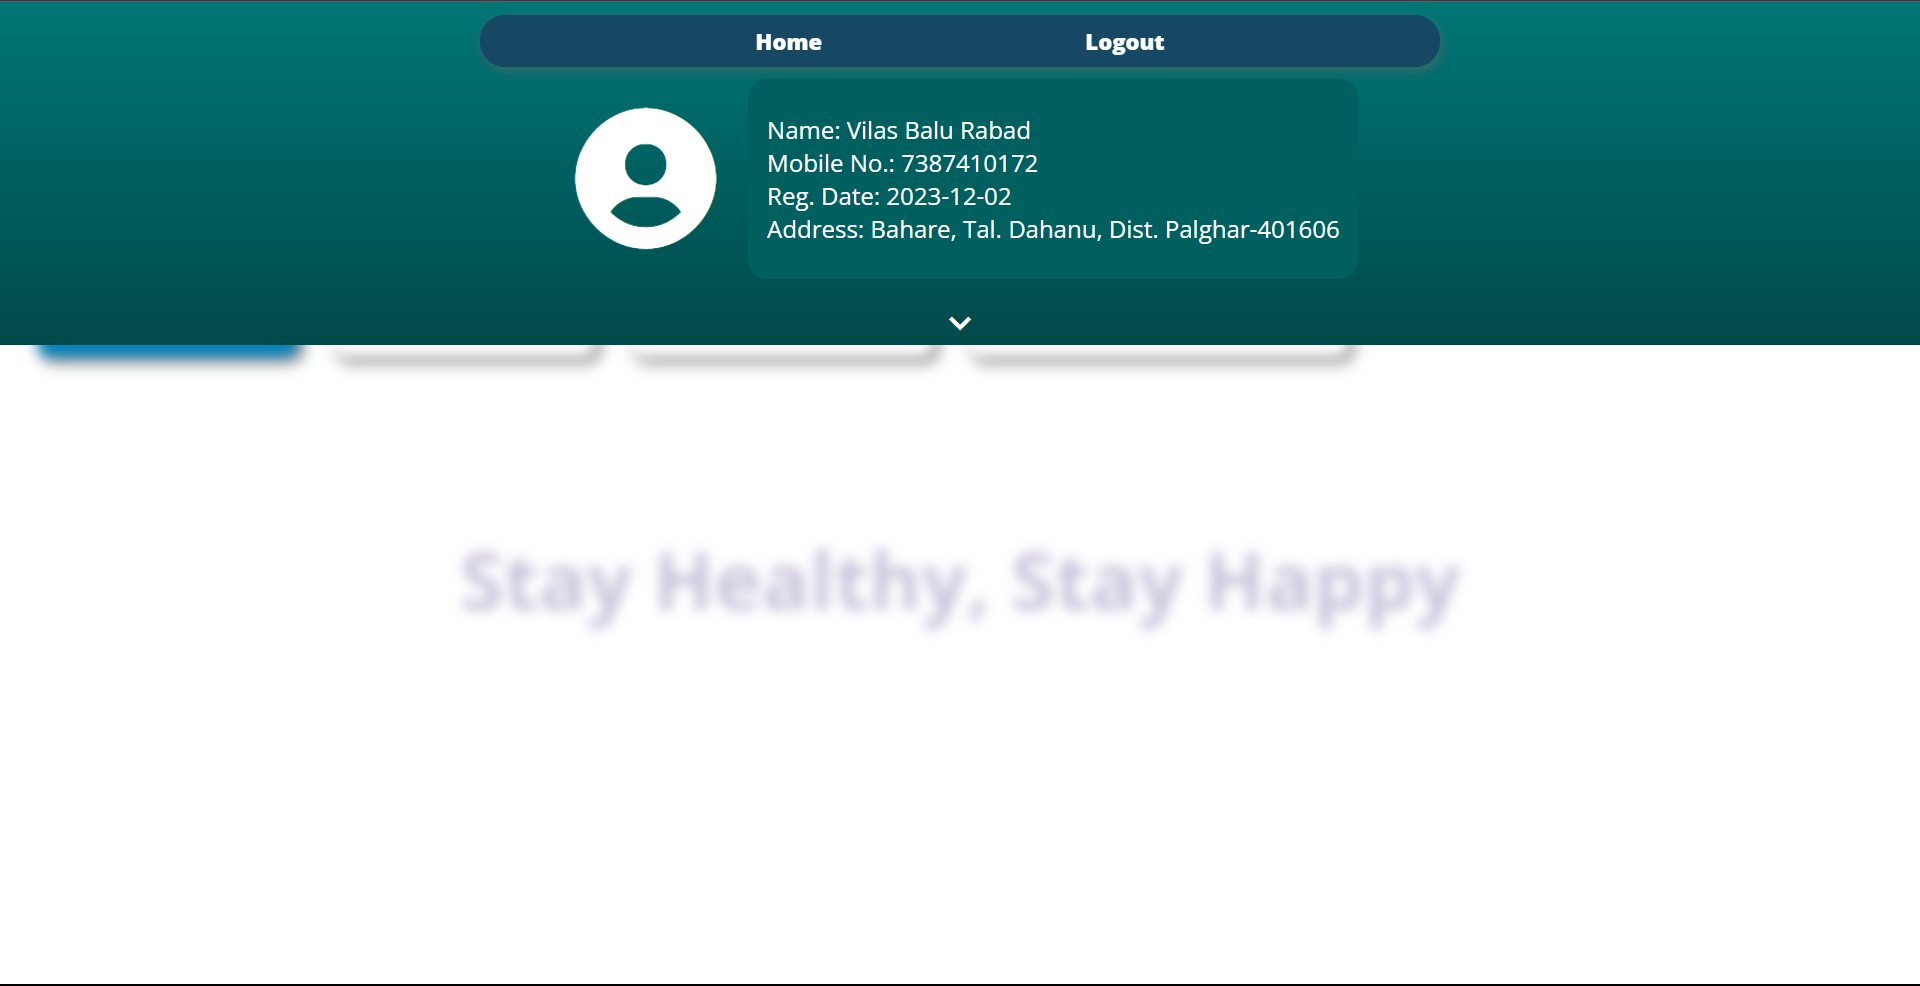 Home Logout
Name: Vilas Balu Rabad
Mobile No.: 7387410172
Reg. Date: 2023-12-02
Address: Bahare, Tal. Dahanu, Dist. Palghar-401606
Stay Healthy, Stay Happy